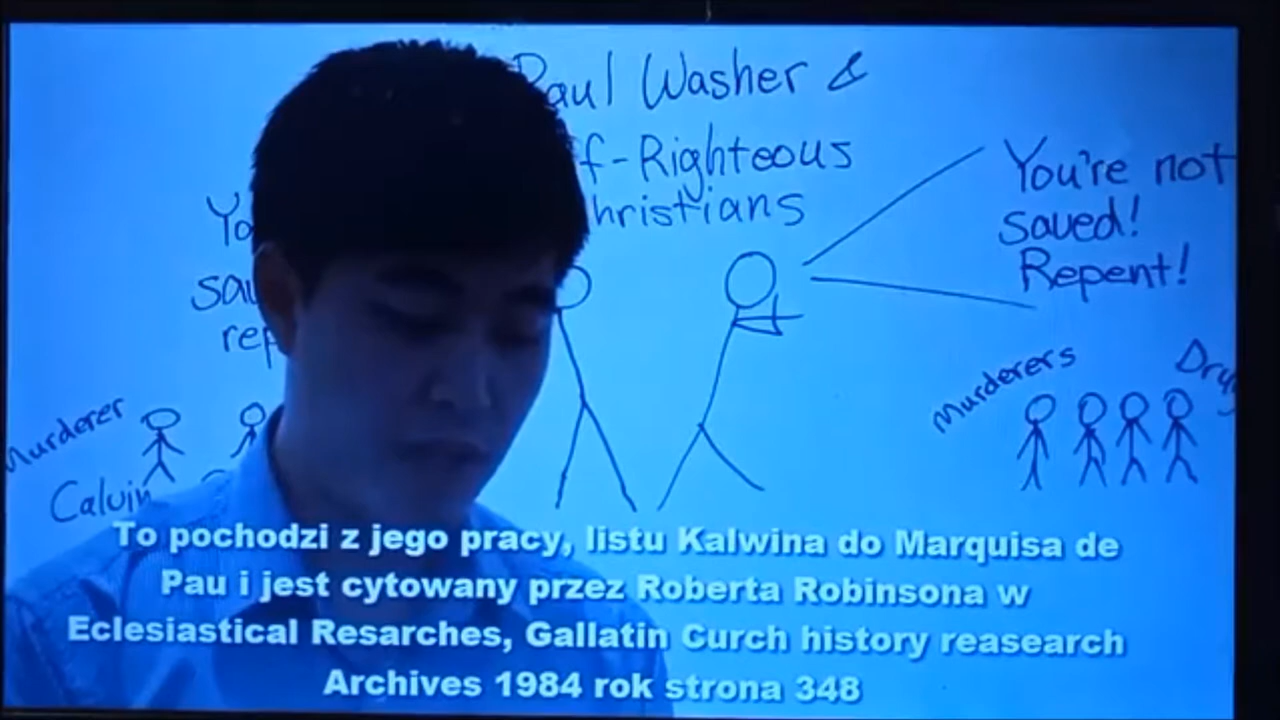 Paul Washer &
f-Righteous
hristians
You're not
saved!
Repent!
Murderers
Murderer
Calvin
To pochodzi z jego pracy, listu Kalwina do Marquisa de
Pau i jest cytowany przez Roberta Robinsona w
Eclesiastical Resarches, Gallatin Curch history reasearch
Archives 1984 rok strona 348